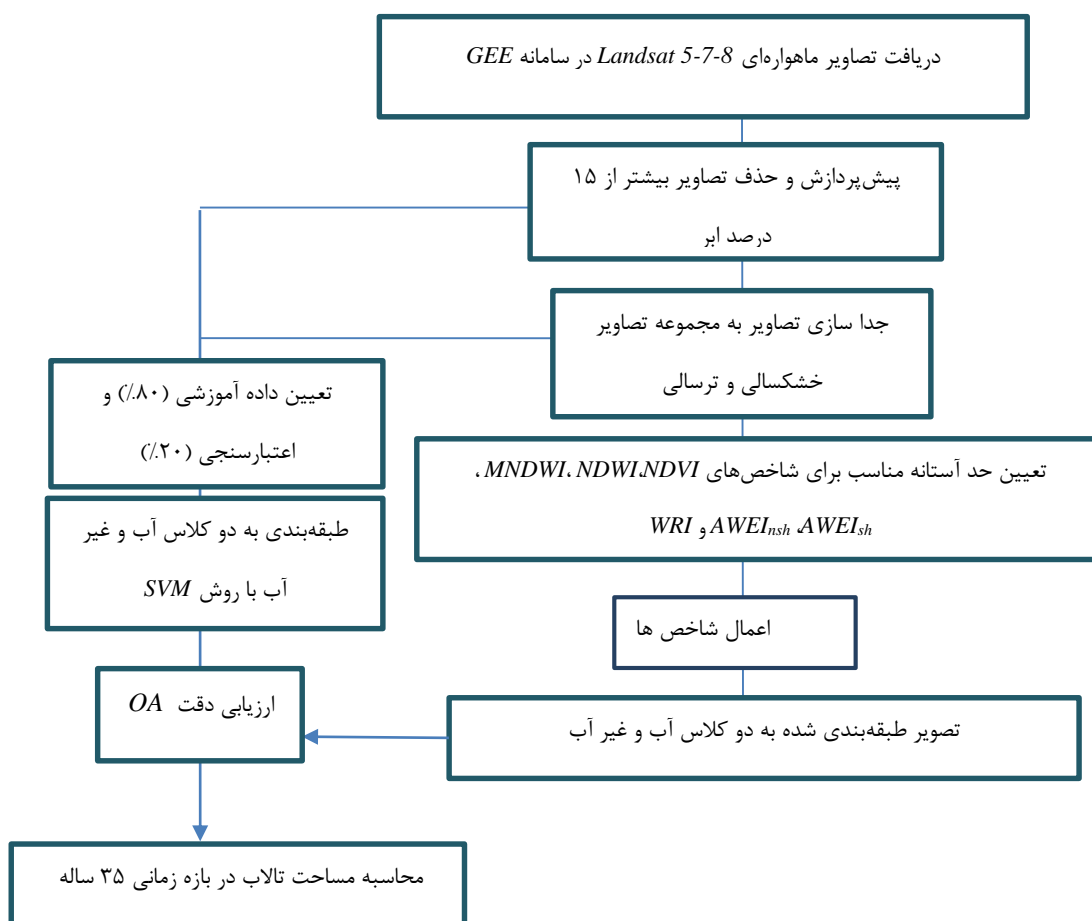 دریافت تصاویر ماهواره‌ای Landsat 5-7-8 در سامانه GEE
پیش‌پردازش و حذف تصاویر بیشتر از ۱۵
درصد ابر
جدا سازی تصاویر به مجموعه تصاویر
خشکسالی و ترسالی
تعیین داده آموزشی (۸۰٪) و
اعتبارسنجی (۲۰٪)
تعیین حد آستانه مناسب برای شاخص‌های MNDWI، NDWI،NDVI ،
AWEInsh ،AWEIsh و WRI
طبقه‌بندی به دو کلاس آب و غیر
آب با روش SVM
اعمال شاخص ها
ارزیابی دقت OA
تصویر طبقه‌بندی شده به دو کلاس آب و غیر آب
محاسبه مساحت تالاب در بازه زمانی ۳۵ ساله